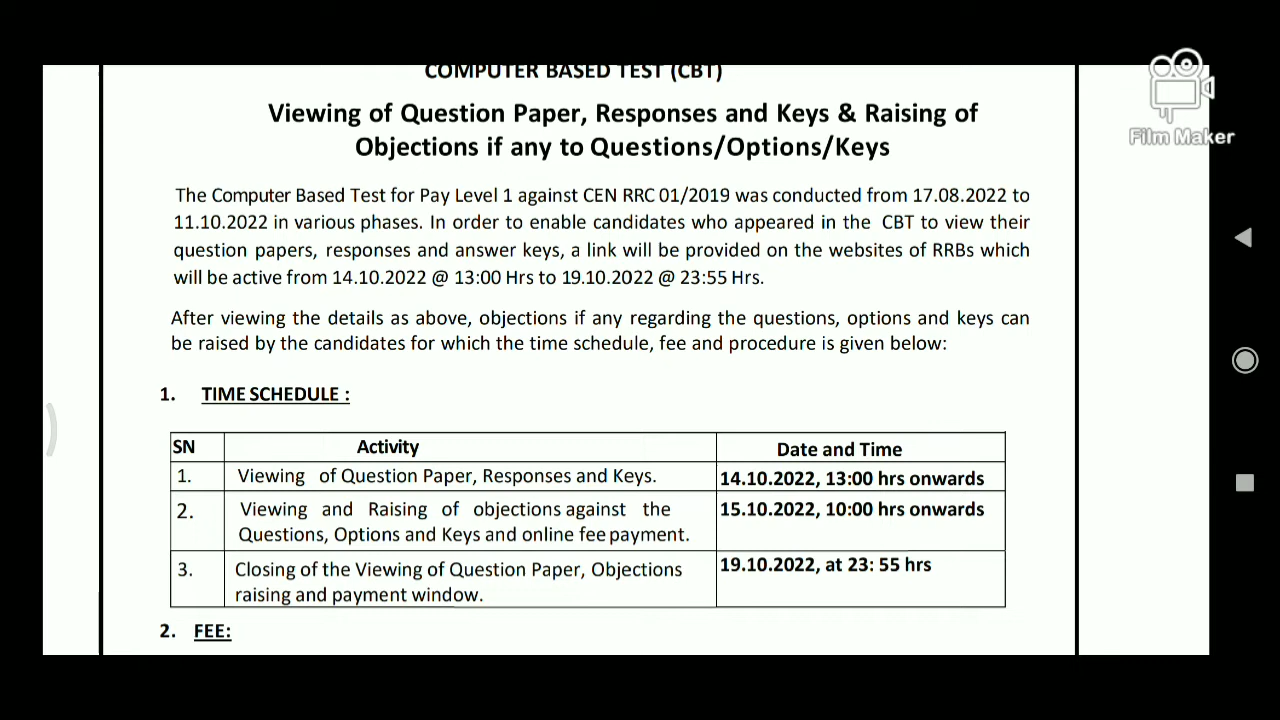 COMPUTER BASED TEST (CBT)
Viewing of Question Paper, Responses and Keys & Raising of
Objections if any to Questions/Options/Keys
The Computer Based Test for Pay Level 1 against CEN RRC 01/2019 was conducted from 17.08.2022 to
11.10.2022 in various phases. In order to enable candidates who appeared in the CBT to view their
question papers, responses and answer keys, a link will be provided on the websites of RRBs which
will be active from 14.10.2022 @ 13:00 Hrs to 19.10.2022 @ 23:55 Hrs.
After viewing the details as above, objections if any regarding the questions, options and keys can
be raised by the candidates for which the time schedule, fee and procedure is given below:
1. TIME SCHEDULE :
SN Activity Date and Time
1. Viewing of Question Paper, Responses and Keys. 14.10.2022, 13:00 hrs onwards
2. Viewing and Raising of objections against the 15.10.2022, 10:00 hrs onwards
Questions, Options and Keys and online fee payment.
3. Closing of the Viewing of Question Paper, Objections 19.10.2022, at 23: 55 hrs
raising and payment window.
2. FEE:
Film Maker